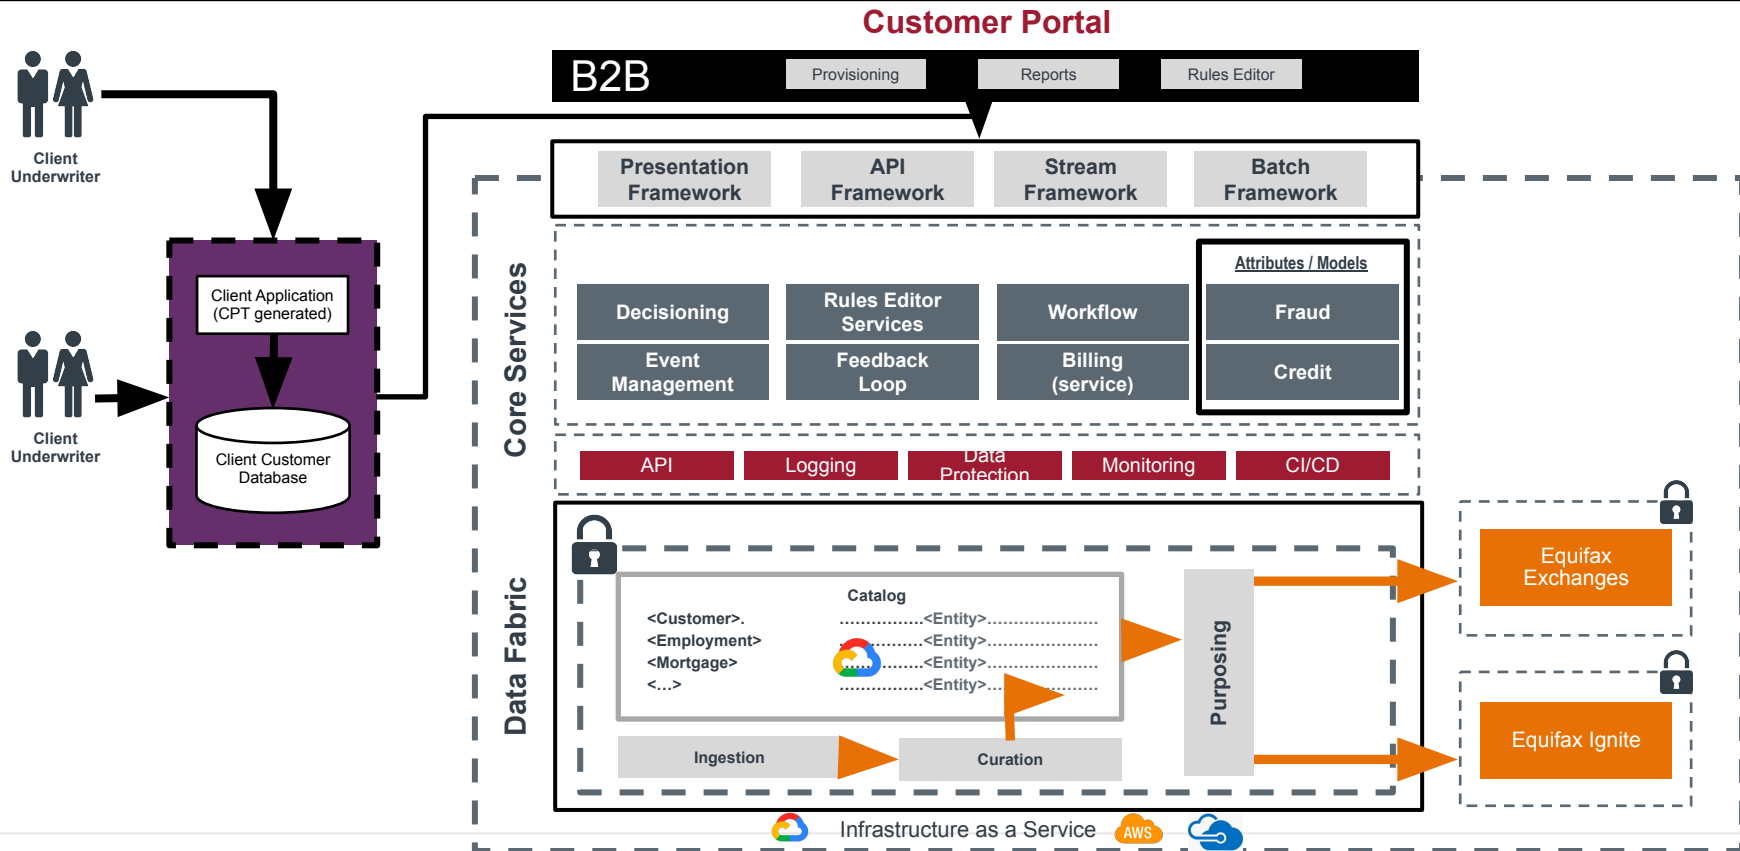 Customer Portal
B2B
Provisioning
Reports
Rules Editor
Client
Underwriter
Presentation
Framework
API
Framework
Stream
Framework
Batch
Framework
Client Application
(CPT generated)
Client Customer
Database
Client
Underwriter
Core Services
Attributes / Models
Decisioning
Rules Editor
Services
Workflow
Fraud
Event
Management
Feedback
Loop
Billing
(service)
Credit
API
Logging
Data
Protection
Monitoring
CI/CD
Data Fabric
Catalog
<Customer>. ................<Entity>.....................
<Employment> ................<Entity>.....................
<Mortgage> ................<Entity>.....................
<...> ................<Entity>.....................
Ingestion
Curation
Purposing
Equifax
Exchanges
Equifax Ignite
Infrastructure as a Service
AWS